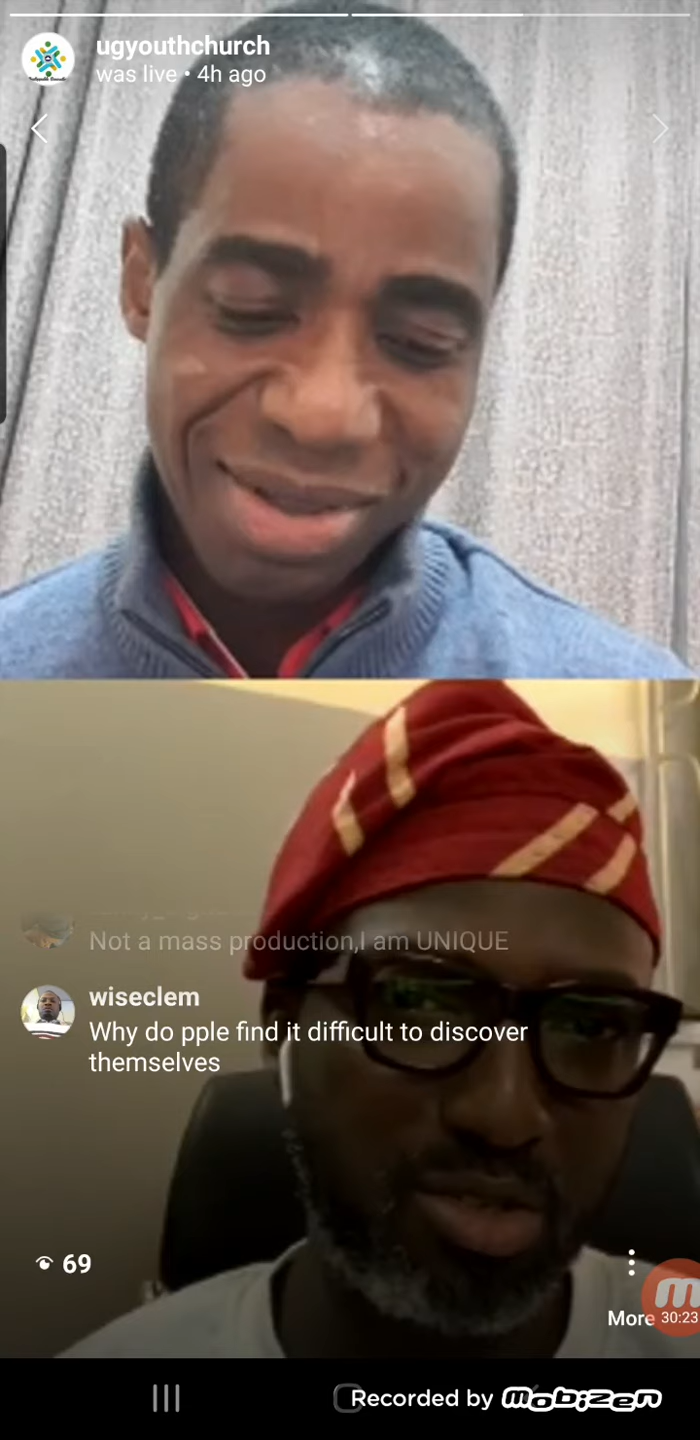 ugyouthchurch
was live • 4h ago
Not a mass production,I am UNIQUE
wiseclem
Why do pple find it difficult to discover
themselves
69
More
30:23
Recorded by mobizen